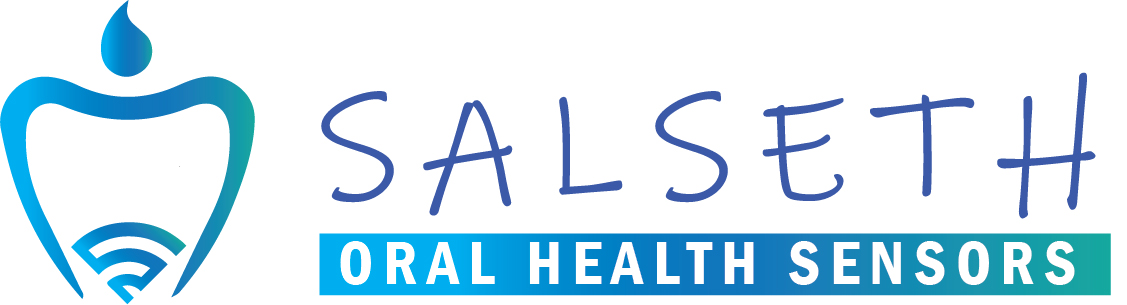 SALSETH
ORAL HEALTH SENSORS